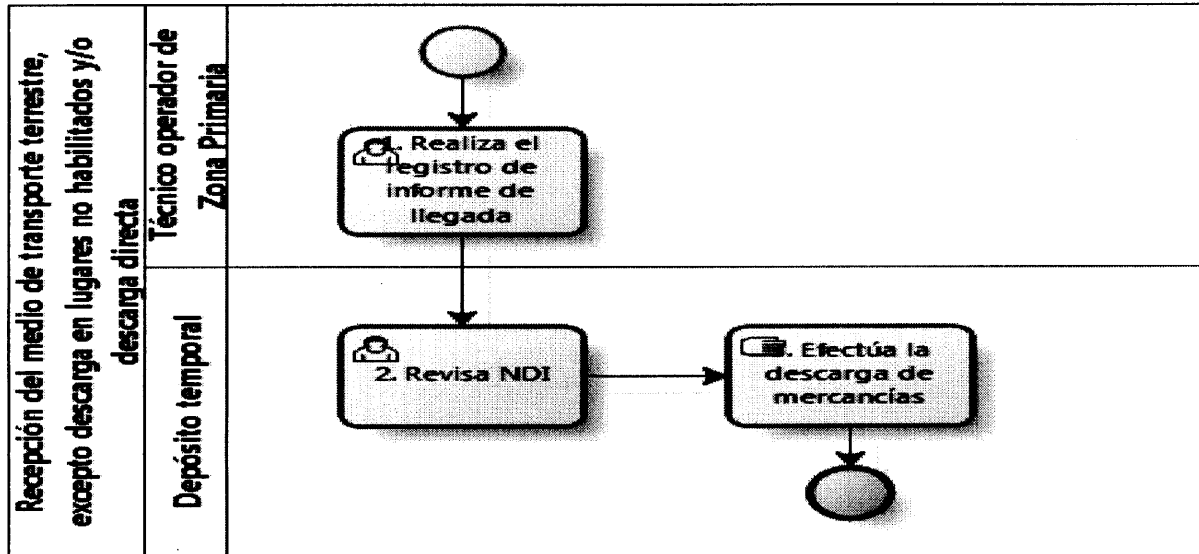 Recepción del medio de transporte terrestre,
excepto descarga en lugares no habilitados y/o
descarga directa
Técnico operador de
Zona Primaria
1. Realiza el
registro de
informe de
llegada
Depósito temporal
2. Revisa NDI
. Efectúa la
descarga de
mercancías